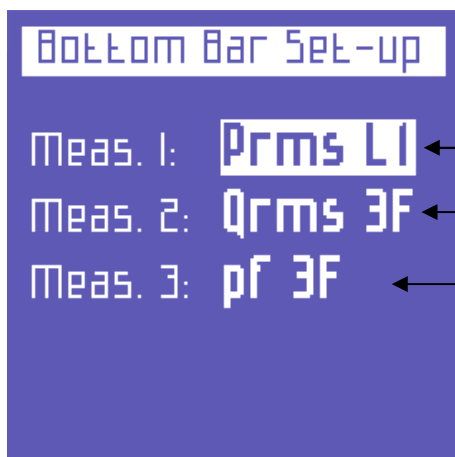 Bottom Bar Set-up
Meas. 1: Prms L1
Meas. 2: Qrms 3F
Meas. 3: pf 3F